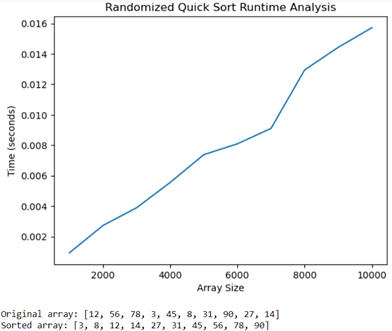 Randomized Quick Sort Runtime Analysis
0.016
0.014
0.012
0.010
0.008
0.006
0.004
0.002
Time (seconds)
2000 4000 6000 8000 10000
Array Size
Original array: [12, 56, 78, 3, 45, 8, 31, 90, 27, 14]
Sorted array: [3, 8, 12, 14, 27, 31, 45, 56, 78, 90]